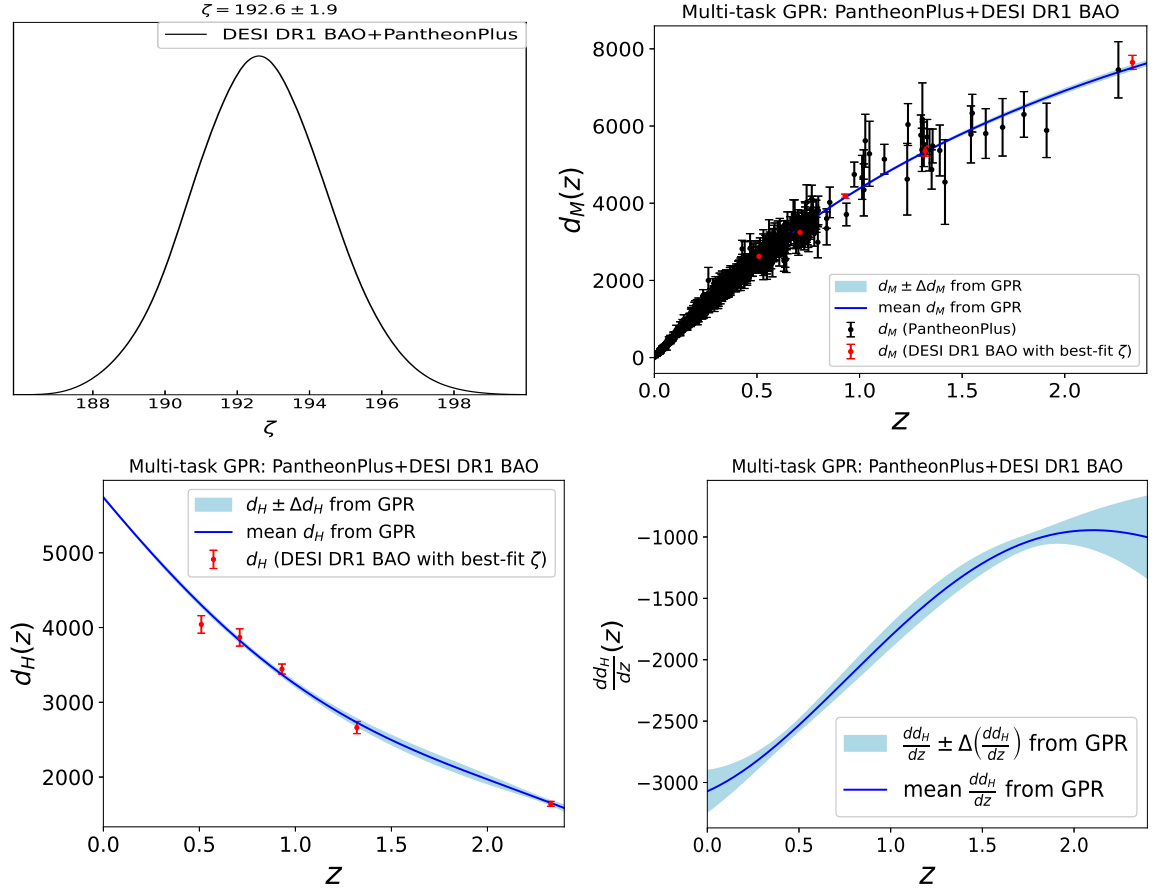 ζ = 192.6 ± 1.9
DESI DR1 BAO+PantheonPlus
188 190 192 194 196 198
ζ
Multi-task GPR: PantheonPlus+DESI DR1 BAO
8000
6000
4000
2000
0
d_M(z)
d_M ± Δd_M from GPR
mean d_M from GPR
d_M (PantheonPlus)
d_M (DESI DR1 BAO with best-fit ζ)
0.0 0.5 1.0 1.5 2.0
z
Multi-task GPR: PantheonPlus+DESI DR1 BAO
d_H ± Δd_H from GPR
mean d_H from GPR
d_H (DESI DR1 BAO with best-fit ζ)
5000
4000
3000
2000
d_H(z)
0.0 0.5 1.0 1.5 2.0
z
Multi-task GPR: PantheonPlus+DESI DR1 BAO
−1000
−1500
−2000
−2500
−3000
dd_H/dz(z)
dd_H/dz ± Δ(dd_H/dz) from GPR
mean dd_H/dz from GPR
0.0 0.5 1.0 1.5 2.0
z